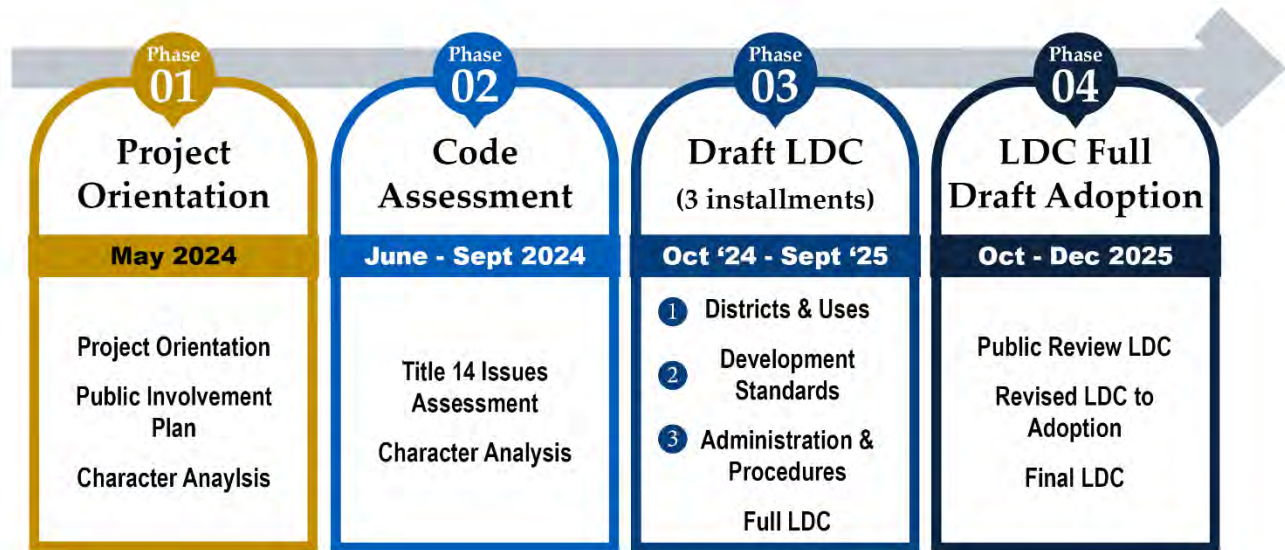 Phase
01
Project
Orientation
May 2024
Project Orientation
Public Involvement
Plan
Character Anaylsis
Phase
02
Code
Assessment
June - Sept 2024
Title 14 Issues
Assessment
Character Analysis
Phase
03
Draft LDC
(3 installments)
Oct ‘24 - Sept ‘25
1 Districts & Uses
2 Development
Standards
3 Administration &
Procedures
Full LDC
Phase
04
LDC Full
Draft Adoption
Oct - Dec 2025
Public Review LDC
Revised LDC to
Adoption
Final LDC